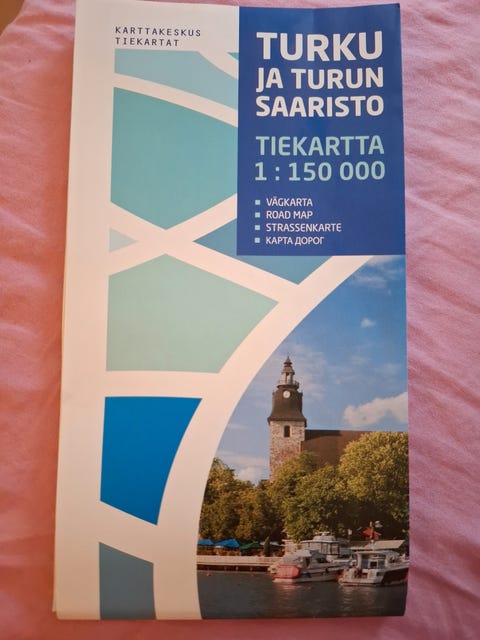 KARTTAKESKUS
TIEKARTAT
TURKU
JA TURUN
SAARISTO
TIEKARTTA
1 : 150 000
VÄGKARTA
ROAD MAP
STRASSENKARTE
КАРТА ДОРОГ